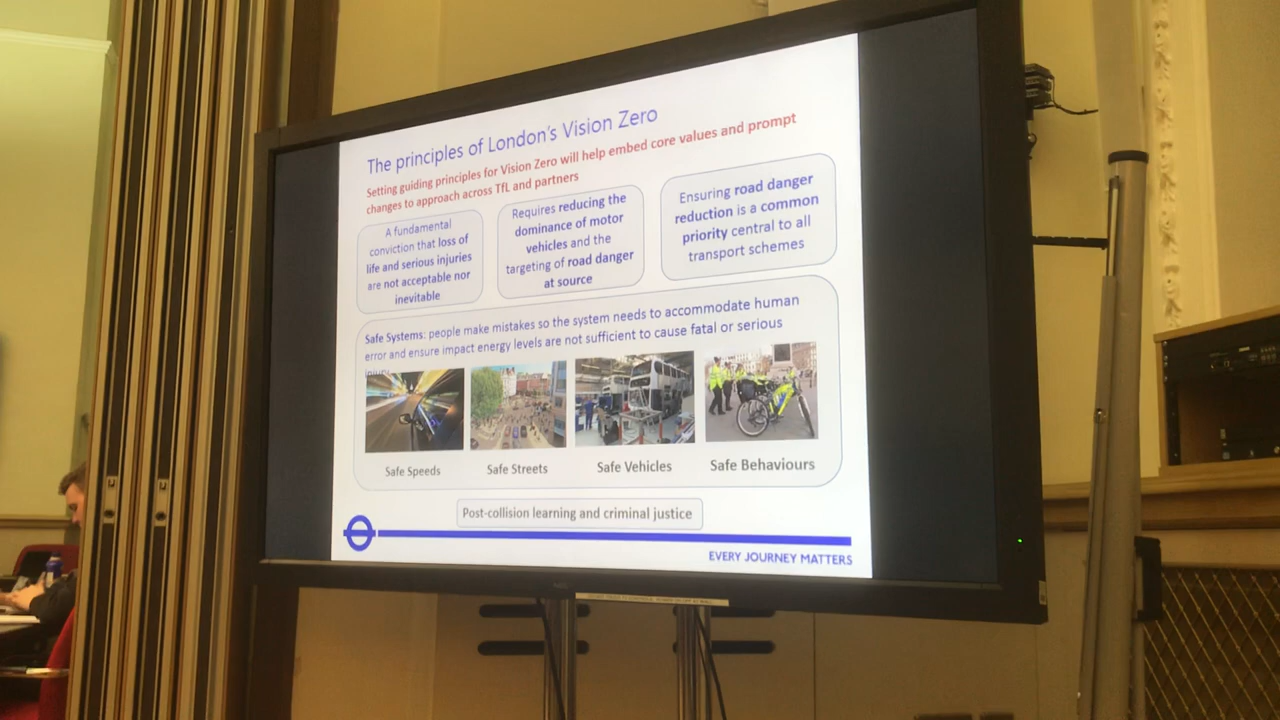 The principles of London's Vision Zero
Setting guiding principles for Vision Zero will help embed core values and prompt
changes to approach across TfL and partners
A fundamental
conviction that loss of
life and serious injuries
are not acceptable nor
inevitable
Requires reducing the
dominance of motor
vehicles and the
targeting of road danger
at source
Ensuring road danger
reduction is a common
priority central to all
transport schemes
Safe Systems: people make mistakes so the system needs to accommodate human
error and ensure impact energy levels are not sufficient to cause fatal or serious
injury
Safe Speeds
Safe Streets
Safe Vehicles
Safe Behaviours
Post-collision learning and criminal justice
EVERY JOURNEY MATTERS